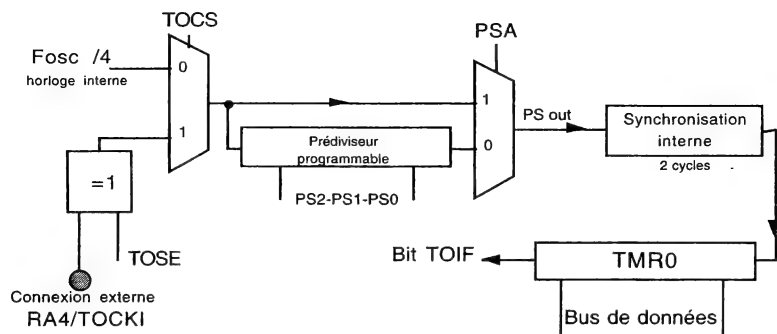 TOCS
PSA
Fosc /4
horloge interne
0
1
1
0
PS out
Synchronisation
interne
2 cycles
Prédiviseur
programmable
PS2-PS1-PS0
=1
TOSE
Connexion externe
RA4/TOCKI
Bit TOIF
TMR0
Bus de données